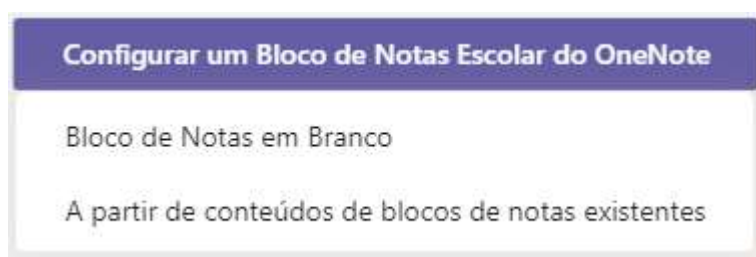 Configurar um Bloco de Notas Escolar do OneNote
Bloco de Notas em Branco
A partir de conteúdos de blocos de notas existentes